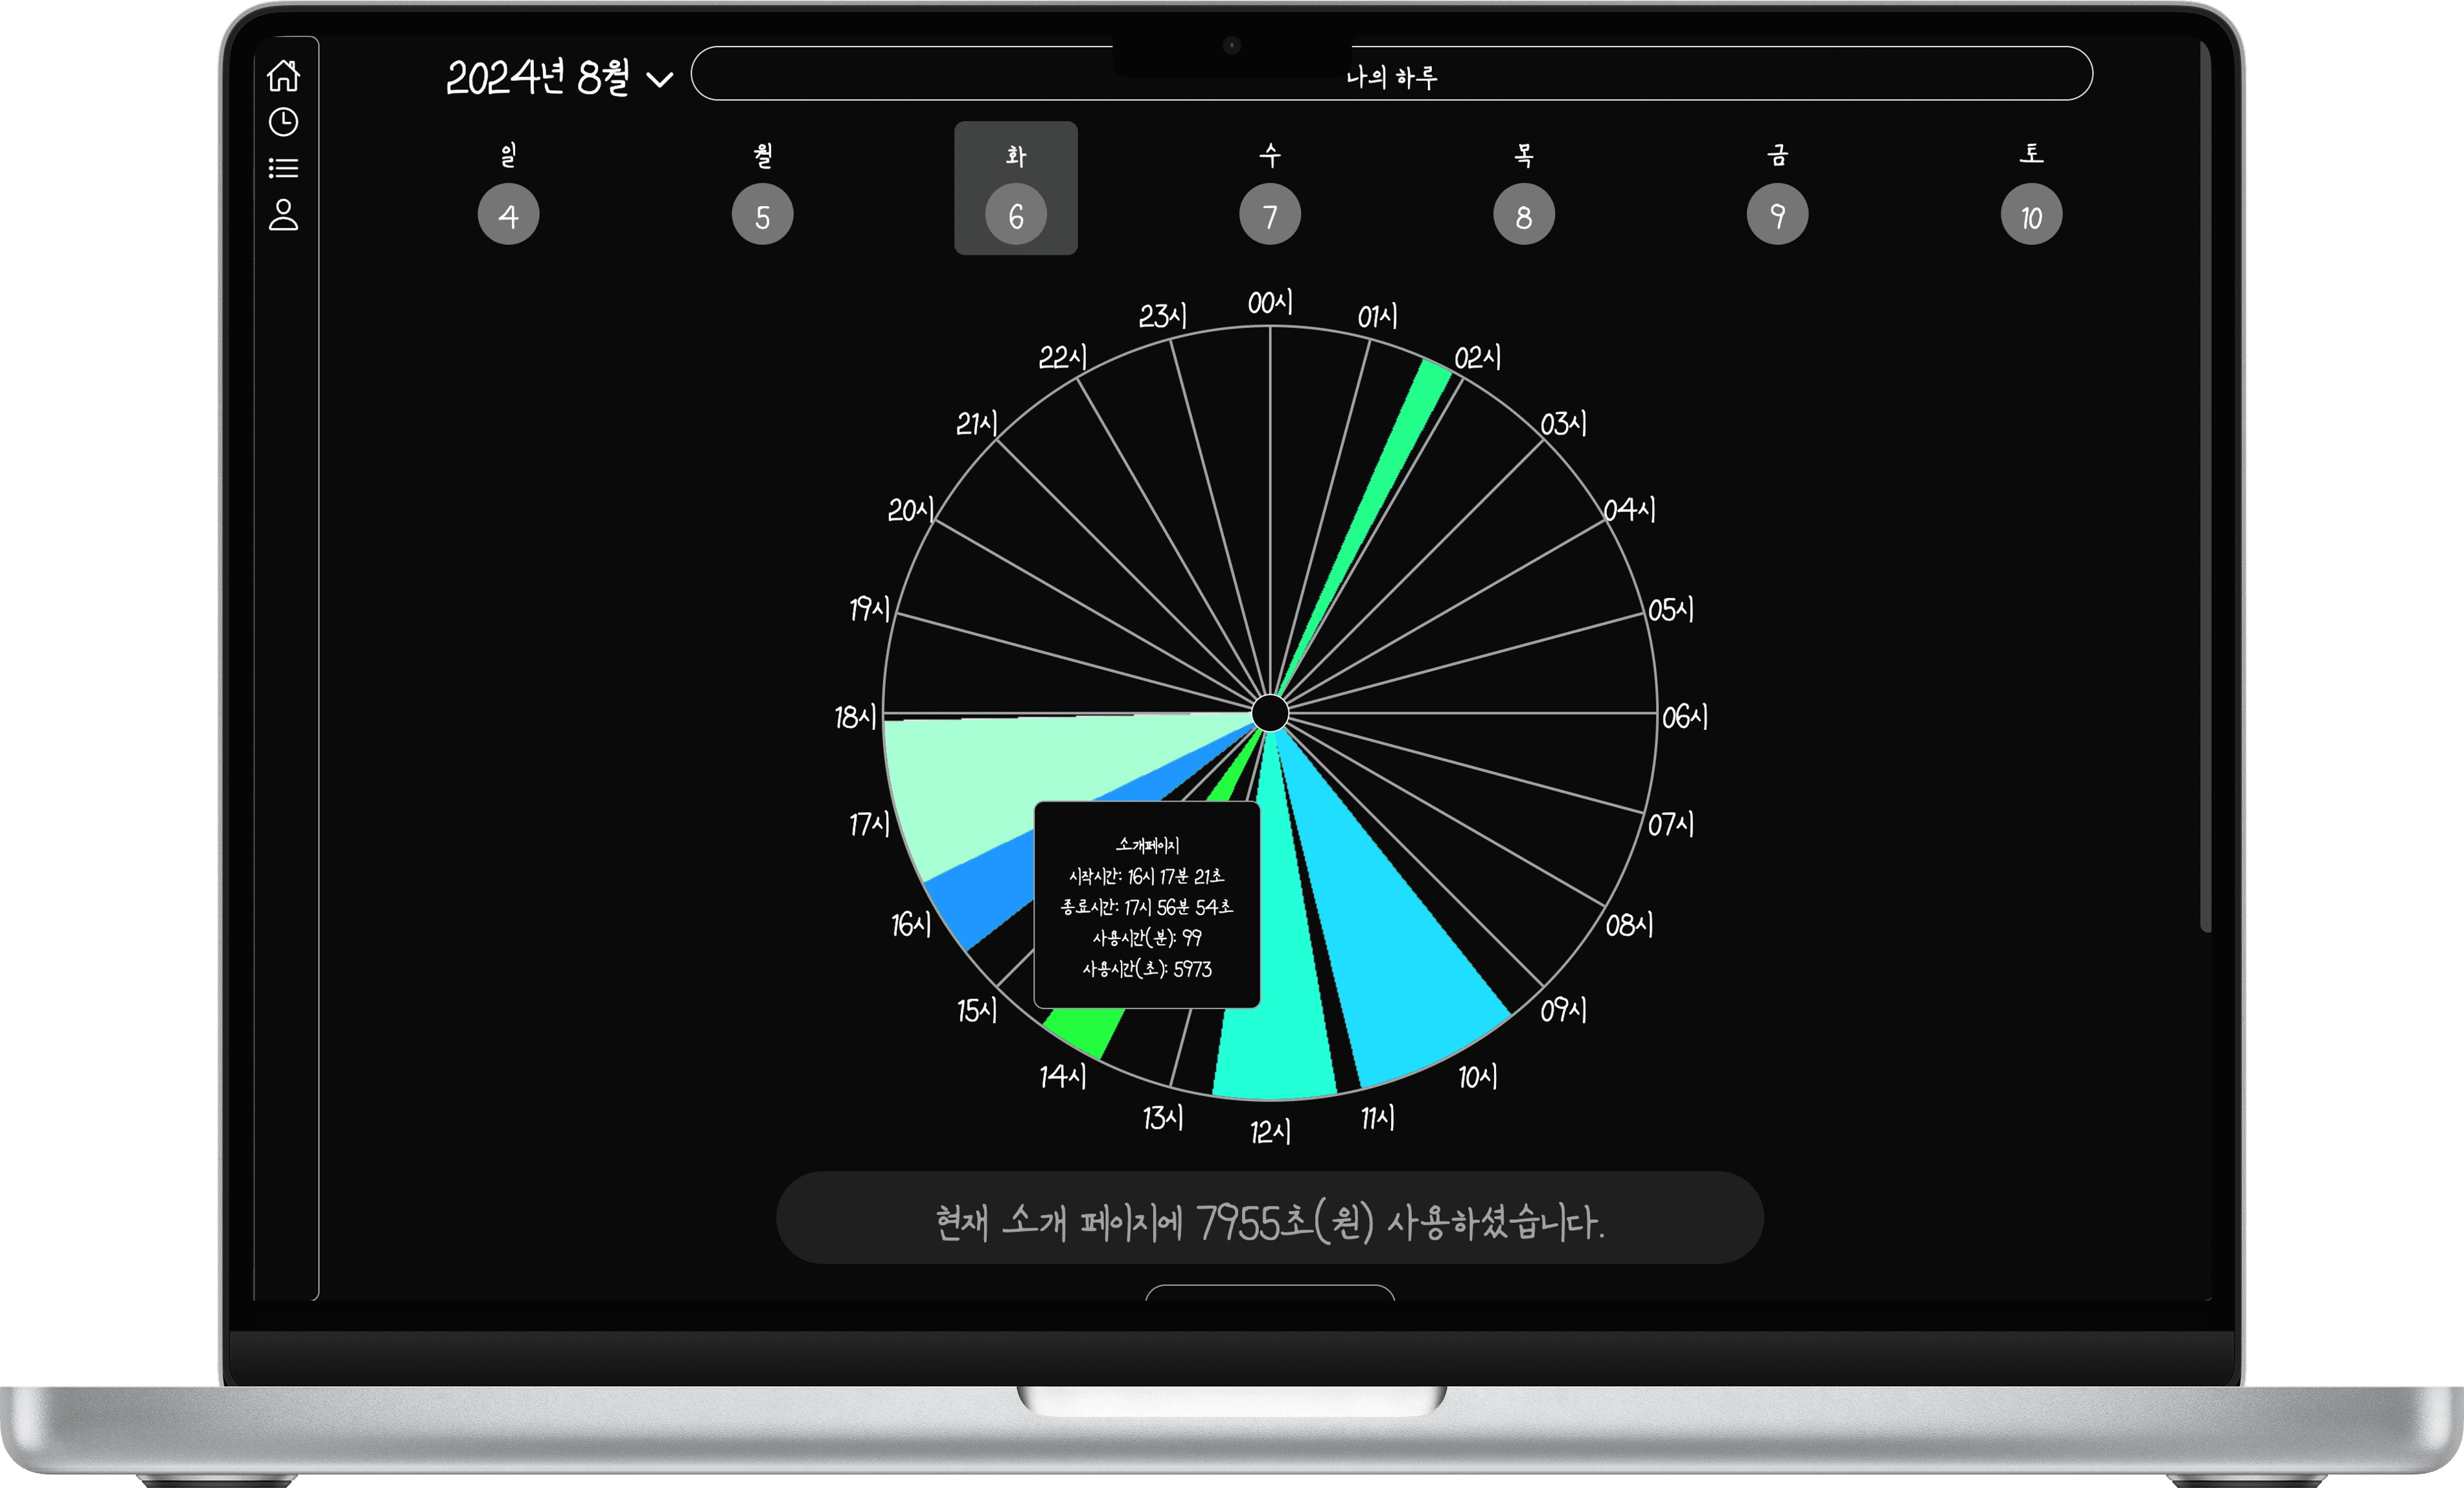 2024년 8월
나의 하루
일 월 화 수 목 금 토
4 5 6 7 8 9 10
00시
01시
02시
03시
04시
05시
06시
07시
08시
09시
10시
11시
12시
13시
14시
15시
16시
17시
18시
19시
20시
21시
22시
23시
소개페이지
시작시간: 16시 17분 21초
종료시간: 17시 56분 54초
사용시간(분): 99
사용시간(초): 5973
현재 소개 페이지에 7955초(원) 사용하셨습니다.